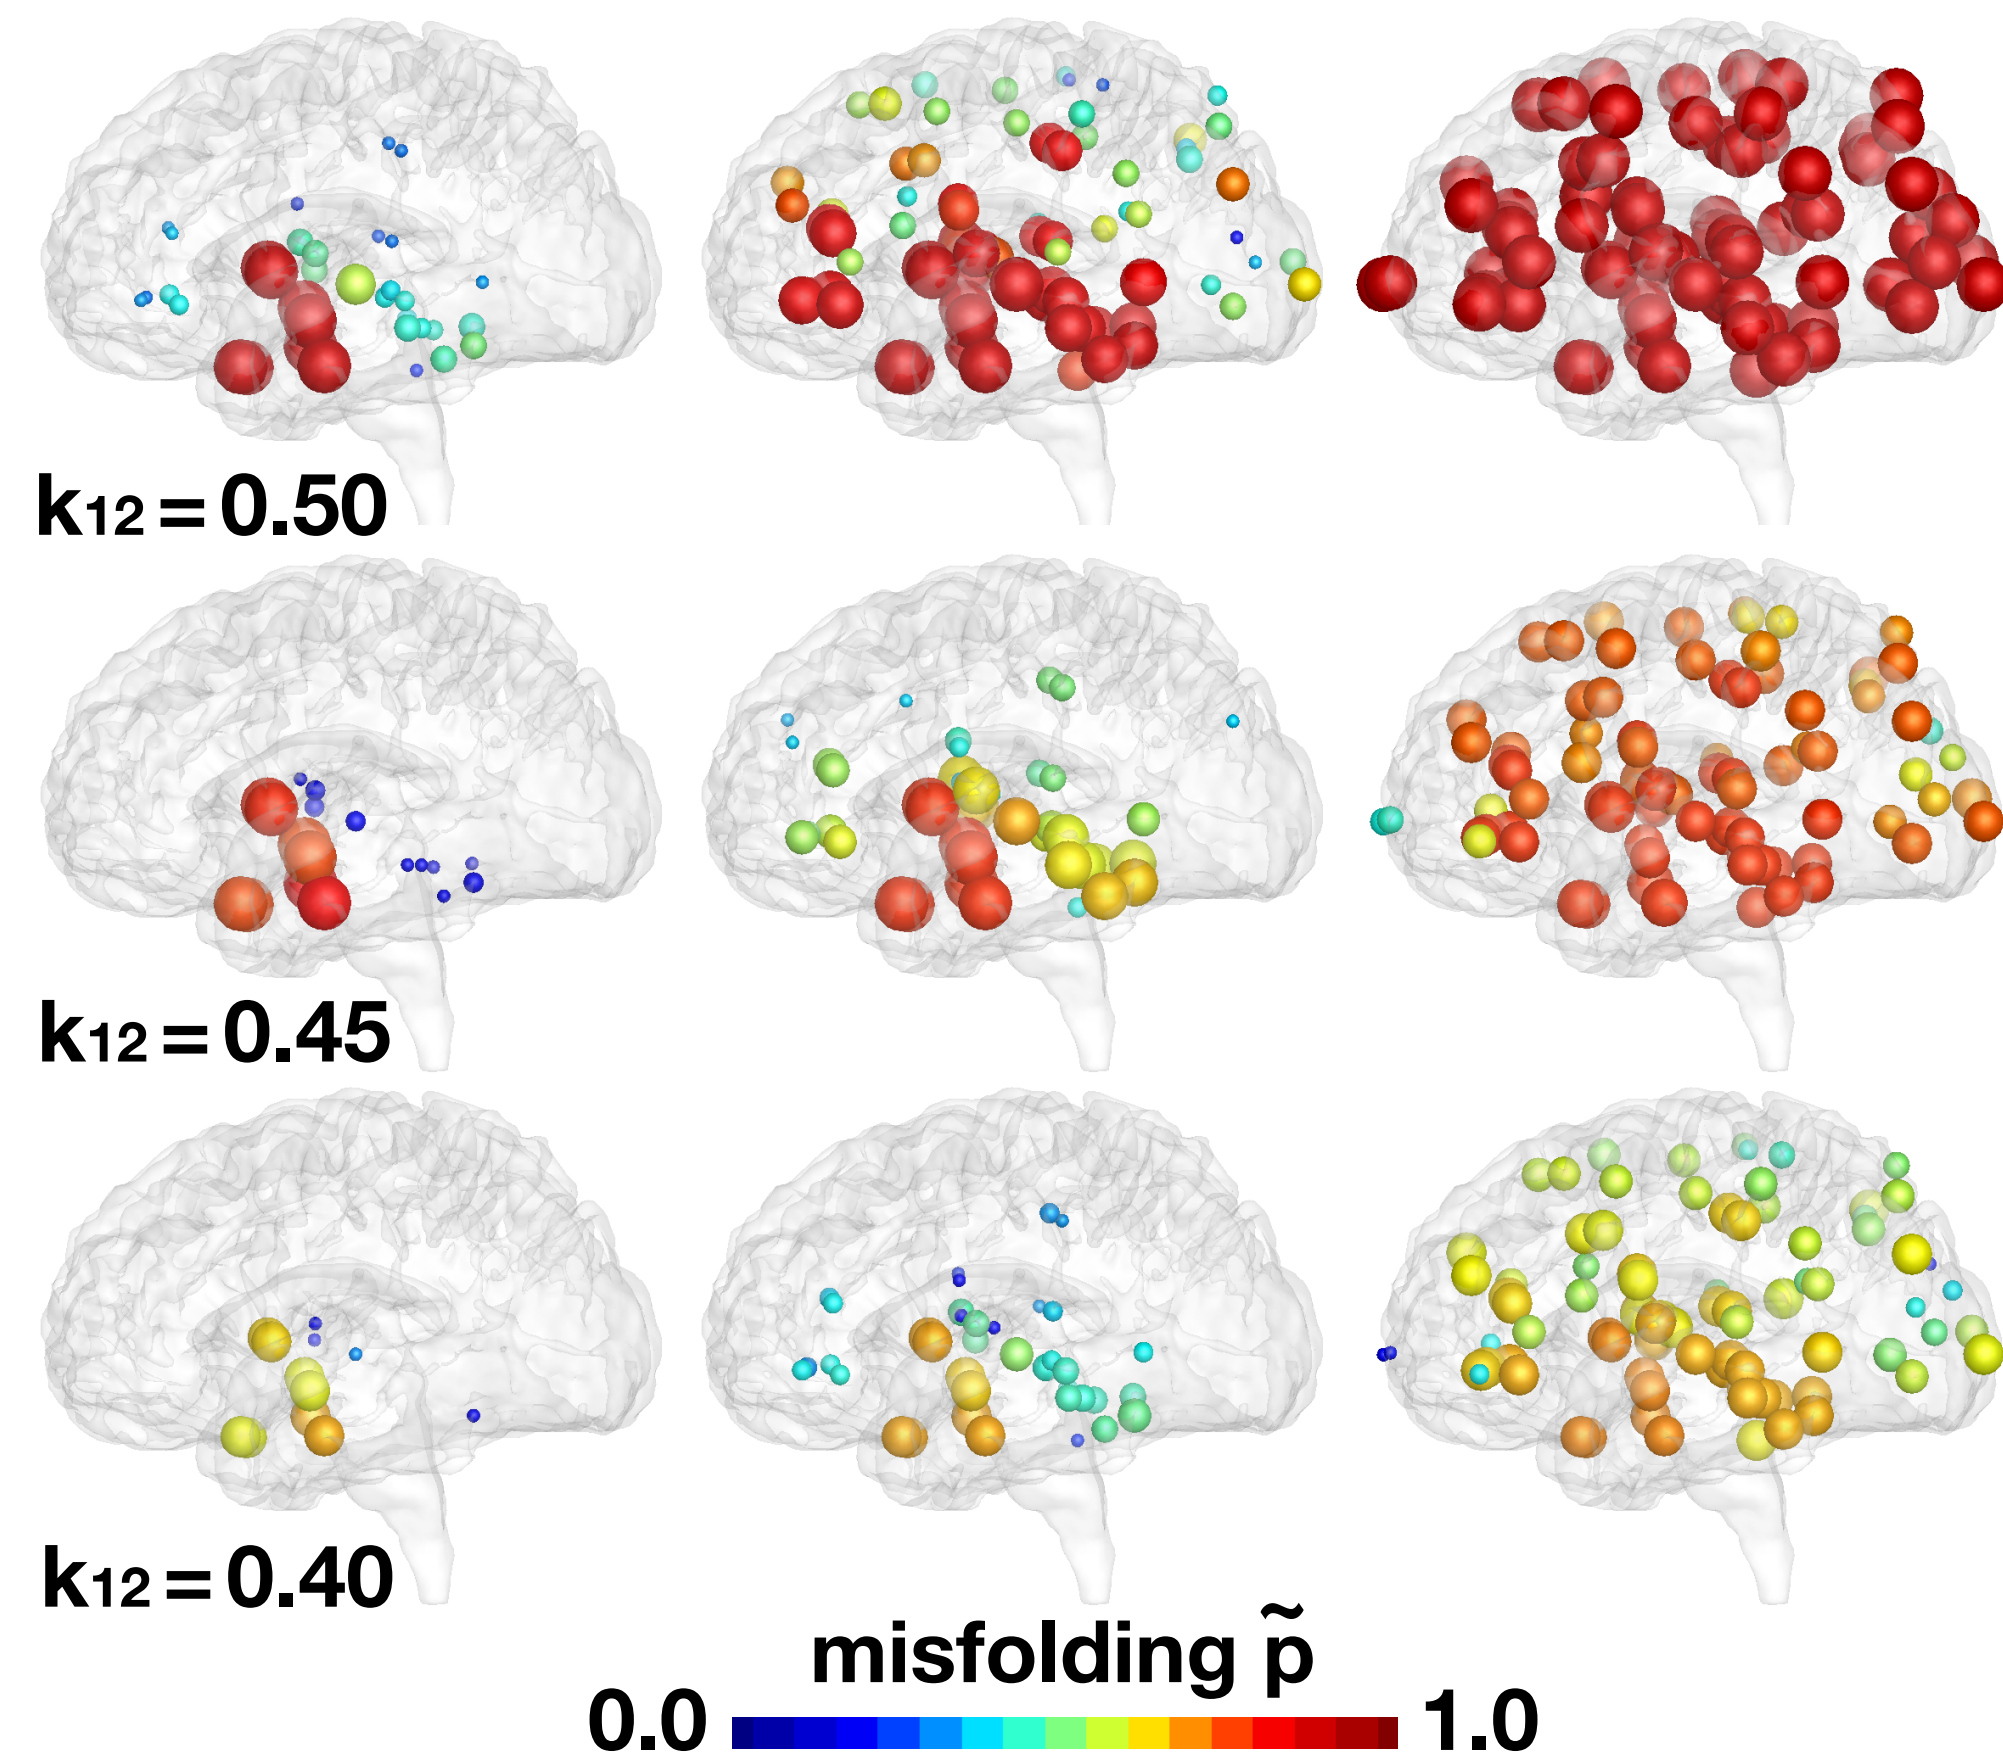 k12 = 0.50
k12 = 0.45
k12 = 0.40
misfolding p̃
0.0 1.0